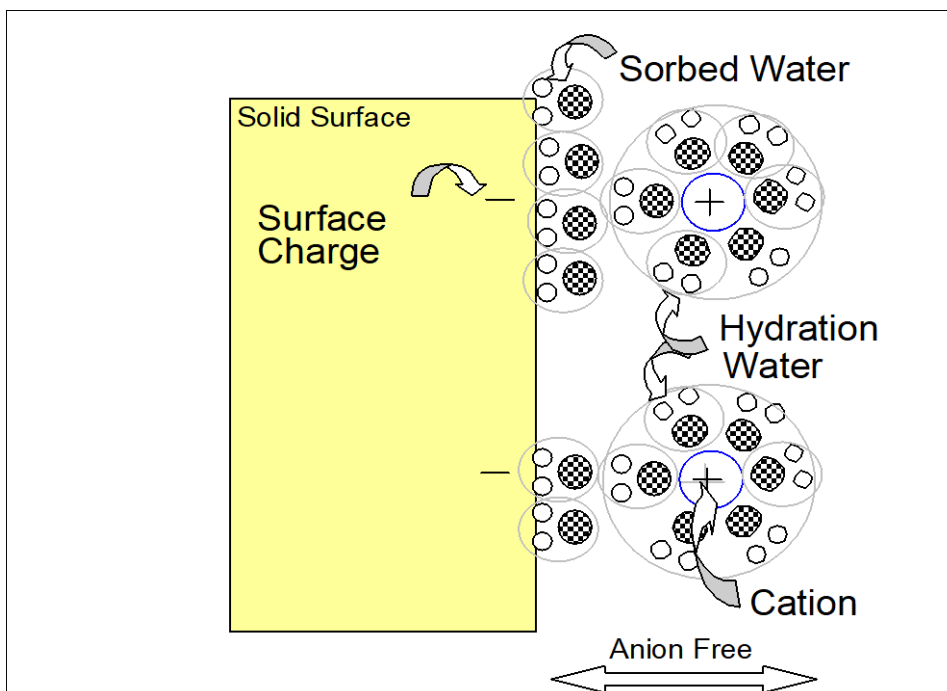 Sorbed Water
Solid Surface
Surface
Charge
Hydration
Water
Cation
Anion Free